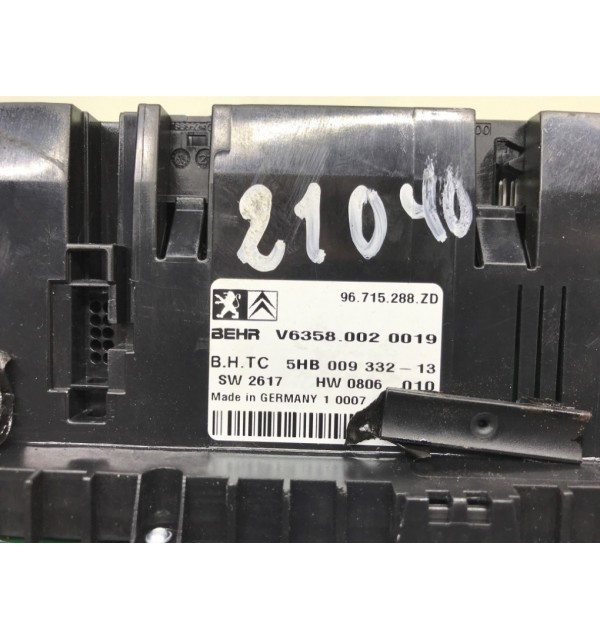 21040
96.715.288.ZD
BEHR V6358.002 0019
B.H.TC 5HB 009 332-13
SW 2617 HW 0806-010
Made in GERMANY 1 0007